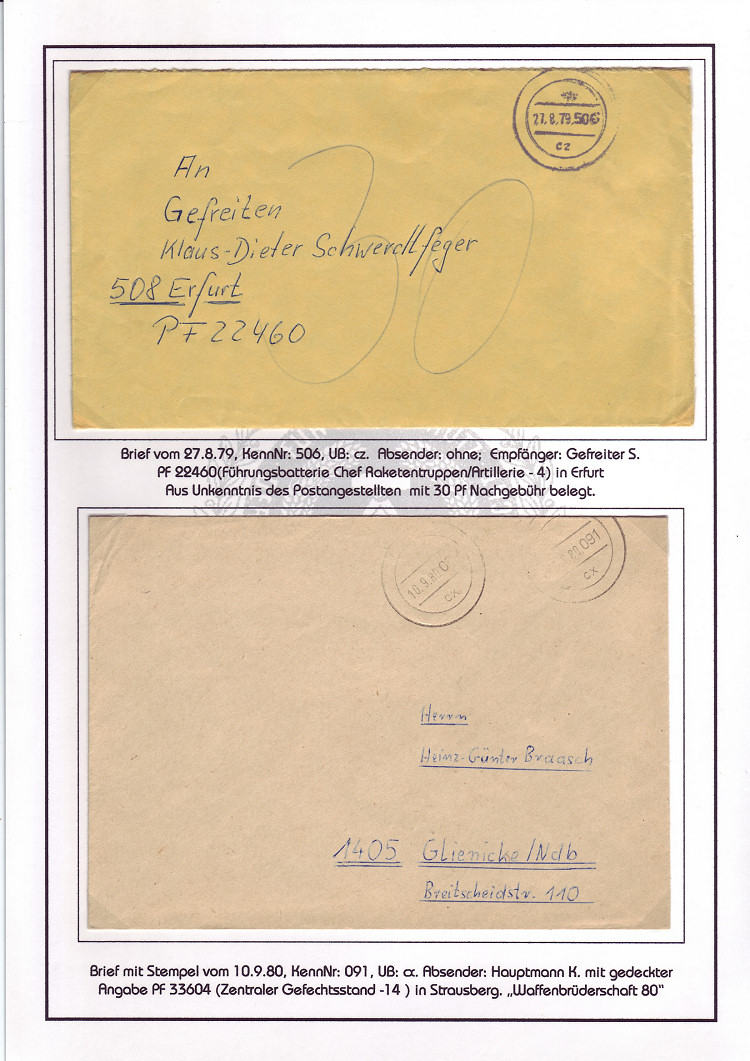 27.8.79.506
cz
An
Gefreiten
Klaus-Dieter Schwerdtfeger
508 Erfurt
PF 22460
30
Brief vom 27.8.79, KennNr: 506, UB: cz. Absender: ohne; Empfänger: Gefreiter S.
PF 22460(Führungsbatterie Chef Raketentruppen/Artillerie - 4) in Erfurt
Aus Unkenntnis des Postangestellten mit 30 Pf Nachgebühr belegt.
10.9.80
cx
80.091
cx
Herrn
Heinz-Günter Braasch
1405 Glienicke/Ndb
Breitscheidstr. 110
Brief mit Stempel vom 10.9.80, KennNr: 091, UB: cx. Absender: Hauptmann K. mit gedeckter
Angabe PF 33604 (Zentraler Gefechtsstand -14 ) in Strausberg. „Waffenbrüderschaft 80“